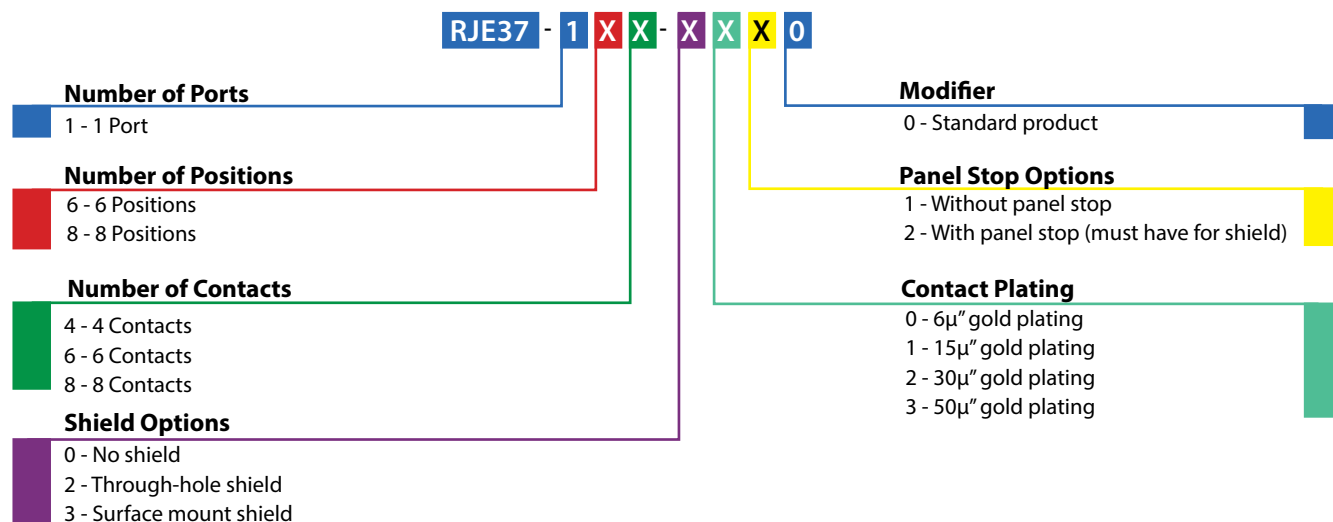 RJE37 - 1 X X - X X X 0
Number of Ports
1 - 1 Port
Number of Positions
6 - 6 Positions
8 - 8 Positions
Number of Contacts
4 - 4 Contacts
6 - 6 Contacts
8 - 8 Contacts
Shield Options
0 - No shield
2 - Through-hole shield
3 - Surface mount shield
Modifier
0 - Standard product
Panel Stop Options
1 - Without panel stop
2 - With panel stop (must have for shield)
Contact Plating
0 - 6µ” gold plating
1 - 15µ” gold plating
2 - 30µ” gold plating
3 - 50µ” gold plating